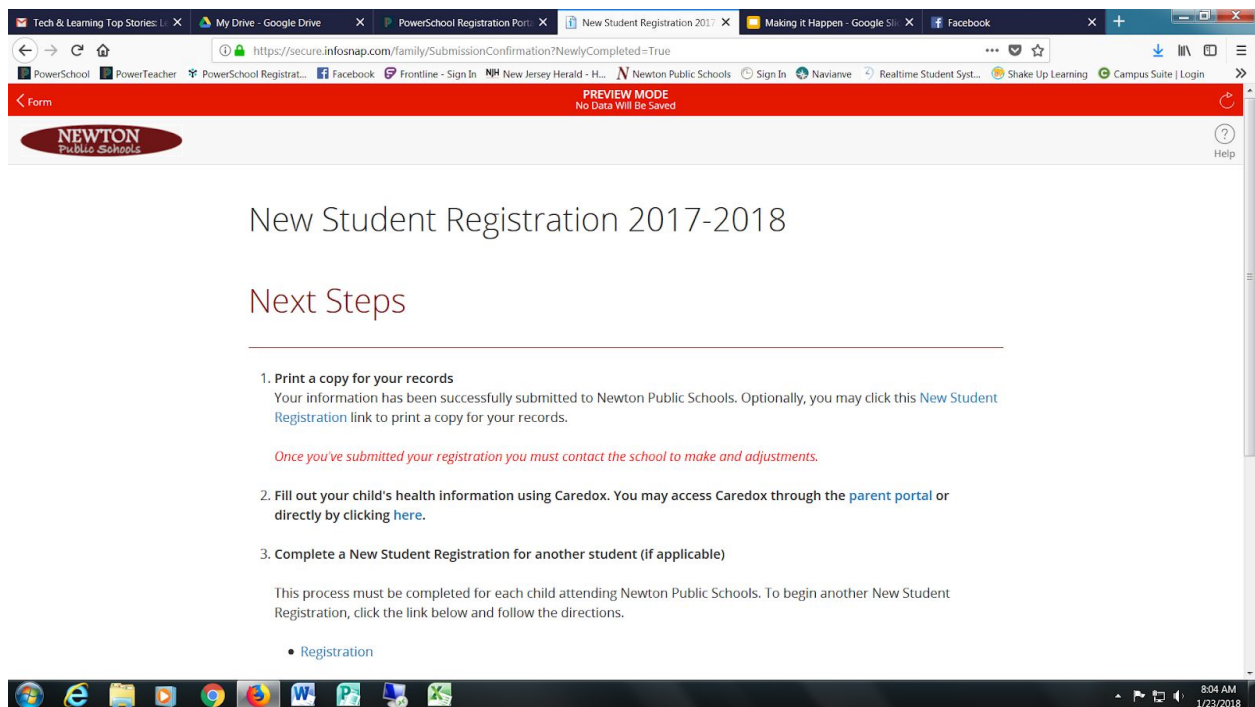 Tech & Learning Top Stories: Le
My Drive - Google Drive
PowerSchool Registration Porta
New Student Registration 2017
Making it Happen - Google Slic
Facebook
https://secure.infosnap.com/family/SubmissionConfirmation?NewlyCompleted=True
PowerSchool
PowerTeacher
PowerSchool Registrat...
Facebook
Frontline - Sign In
NJH New Jersey Herald - H...
N Newton Public Schools
Sign In
Navianve
Realtime Student Syst...
Shake Up Learning
Campus Suite | Login
Form
PREVIEW MODE
No Data Will Be Saved
NEWTON
Public Schools
Help
New Student Registration 2017-2018
Next Steps
1. Print a copy for your records
Your information has been successfully submitted to Newton Public Schools. Optionally, you may click this New Student
Registration link to print a copy for your records.
Once you've submitted your registration you must contact the school to make and adjustments.
2. Fill out your child's health information using Caredox. You may access Caredox through the parent portal or
directly by clicking here.
3. Complete a New Student Registration for another student (if applicable)
This process must be completed for each child attending Newton Public Schools. To begin another New Student
Registration, click the link below and follow the directions.
• Registration
8:04 AM
1/23/2018